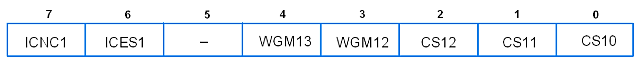 7 6 5 4 3 2 1 0
ICNC1 ICES1 – WGM13 WGM12 CS12 CS11 CS10